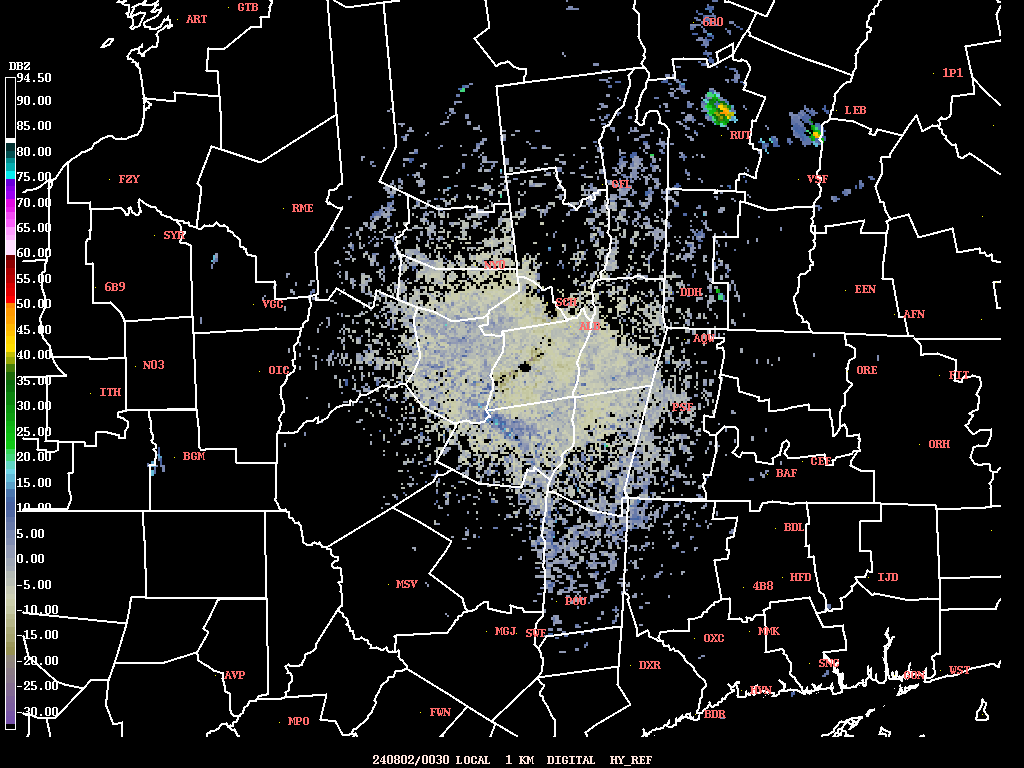 GTB
ART
GBO
DBZ
94.50
90.00
85.00
80.00
75.00
70.00
65.00
60.00
55.00
50.00
45.00
40.00
35.00
30.00
25.00
20.00
15.00
10.00
5.00
0.00
-5.00
-10.00
-15.00
-20.00
-25.00
-30.00
1P1
LEB
RUT
FZY
VSF
GFL
RME
SYR
6B9
DDH
EEN
VGC
SCH
AFN
ALB
AQW
N03
OIC
ORE
FIT
ITH
PSF
ORH
BGM
CEF
BAF
BDL
HFD
IJD
4B8
MSV
POU
MGJ
SWF
OXC
MMK
DXR
SNC
WST
AVP
HVN
FWN
BDR
MPO
240802/0030 LOCAL 1 KM DIGITAL HY_REF